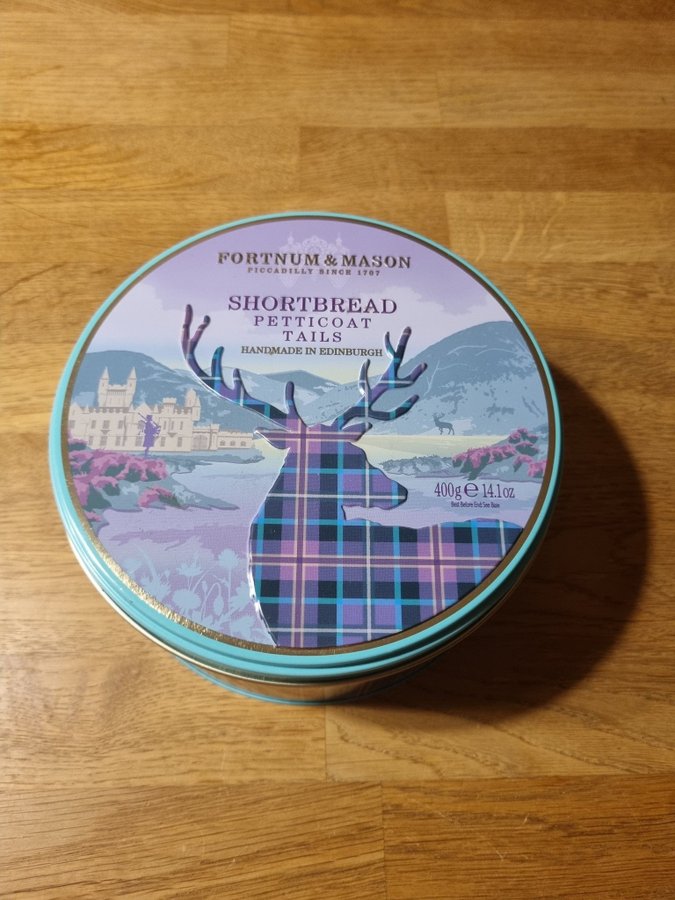 FORTNUM & MASON
PICCADILLY SINCE 1707
SHORTBREAD
PETTICOAT
TAILS
HANDMADE IN EDINBURGH
400g e 14.1oz
Best Before End: See Base